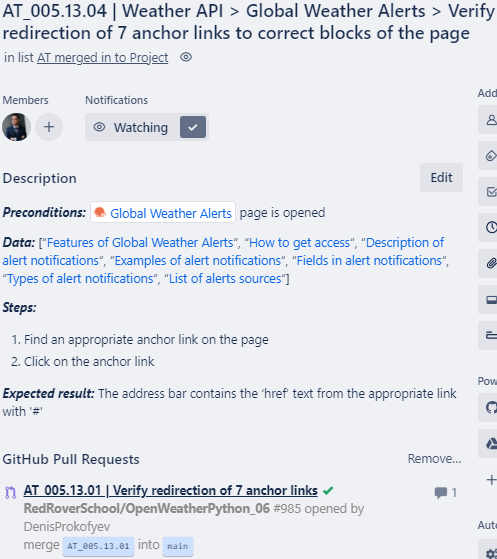 AT_005.13.04 | Weather API > Global Weather Alerts > Verify
redirection of 7 anchor links to correct blocks of the page
in list AT merged in to Project
Members
Notifications
Add
+
Watching
Description
Edit
Preconditions: Global Weather Alerts page is opened
Data: ["Features of Global Weather Alerts", "How to get access", "Description of
alert notifications", "Examples of alert notifications", "Fields in alert notifications",
"Types of alert notifications", "List of alerts sources"]
Steps:
1. Find an appropriate anchor link on the page
2. Click on the anchor link
Expected result: The address bar contains the 'href' text from the appropriate link
with '#'
Pow
GitHub Pull Requests
Remove...
AT_005.13.01 | Verify redirection of 7 anchor links
1
RedRoverSchool/OpenWeatherPython_06 #985 opened by
DenisProkofyev
merge AT_005.13.01 into main
+
Auto